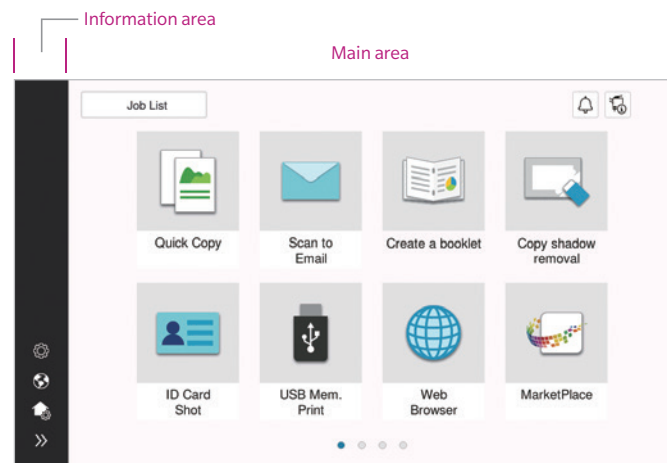 Information area
Main area
Job List
Quick Copy
Scan to
Email
Create a booklet
Copy shadow
removal
ID Card
Shot
USB Mem.
Print
Web
Browser
MarketPlace